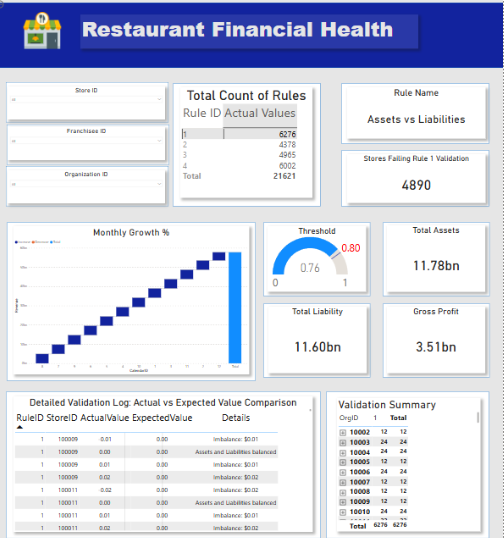 Restaurant Financial Health
Store ID
All
Franchisee ID
All
Organization ID
All
Total Count of Rules
Rule ID Actual Values
1 6276
2 4378
3 4965
4 6002
Total 21621
Rule Name
Assets vs Liabilities
Stores Failing Rule 1 Validation
4890
Monthly Growth %
Total
Threshold
0.80
0.76
0 1
Total Assets
11.78bn
Total Liability
11.60bn
Gross Profit
3.51bn
Detailed Validation Log: Actual vs Expected Value Comparison
RuleID StoreID ActualValue ExpectedValue Details
1 100009 0.01 0.00 Imbalance: $0.01
1 100009 0.00 0.00 Assets and Liabilities balanced
1 100009 0.01 0.00 Imbalance: $0.01
1 100009 0.02 0.00 Imbalance: $0.02
1 100011 0.02 0.00 Imbalance: $0.02
1 100011 0.00 0.00 Assets and Liabilities balanced
1 100011 0.01 0.00 Imbalance: $0.01
1 100011 0.02 0.00 Imbalance: $0.02
Validation Summary
OrgID 1 Total
10002 12 12
10003 24 24
10004 24 24
10005 12 12
10006 24 24
10007 12 12
10008 12 12
10009 12 12
10010 24 24
Total 6276 6276